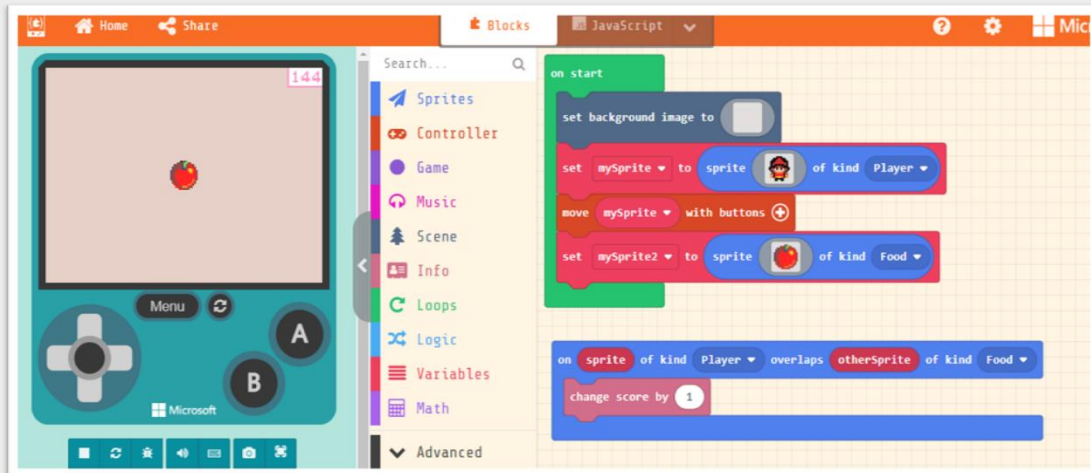 Home Share Blocks JavaScript Mic
144
Menu
A
B
Microsoft
Search...
Sprites
Controller
Game
Music
Scene
Info
Loops
Logic
Variables
Math
Advanced
on start
set background image to
set mySprite to sprite of kind Player
move mySprite with buttons
set mySprite2 to sprite of kind Food
on sprite of kind Player overlaps otherSprite of kind Food
change score by 1